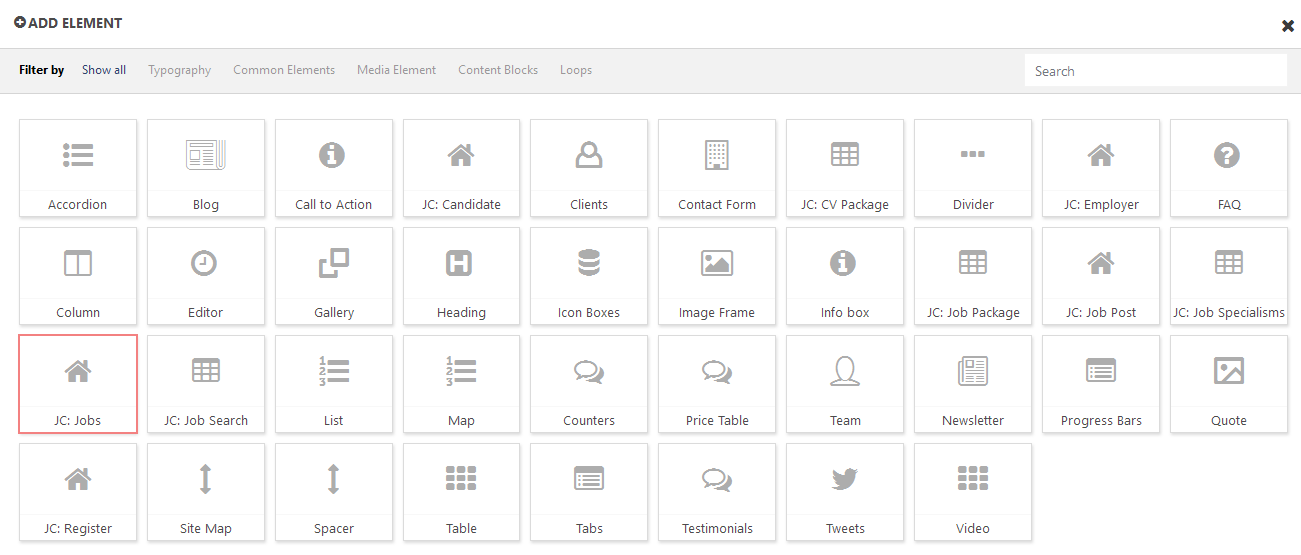 ADD ELEMENT
Filter by Show all Typography Common Elements Media Element Content Blocks Loops Search
Accordion Blog Call to Action JC: Candidate Clients Contact Form JC: CV Package Divider JC: Employer FAQ
Column Editor Gallery Heading Icon Boxes Image Frame Info box JC: Job Package JC: Job Post JC: Job Specialisms
JC: Jobs JC: Job Search List Map Counters Price Table Team Newsletter Progress Bars Quote
JC: Register Site Map Spacer Table Tabs Testimonials Tweets Video